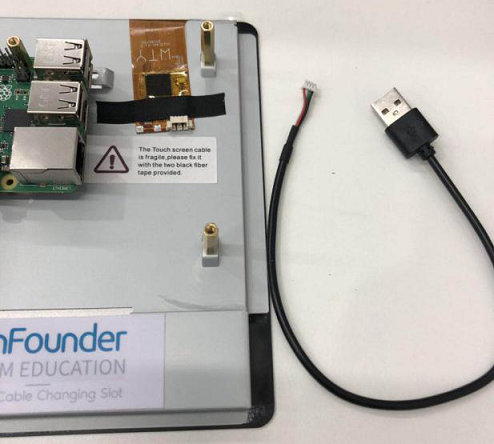 WTY
The Touch screen cable
is fragile,please fix it
with the two black fiber
tape provided.
nFounder
M EDUCATION
Cable Changing Slot